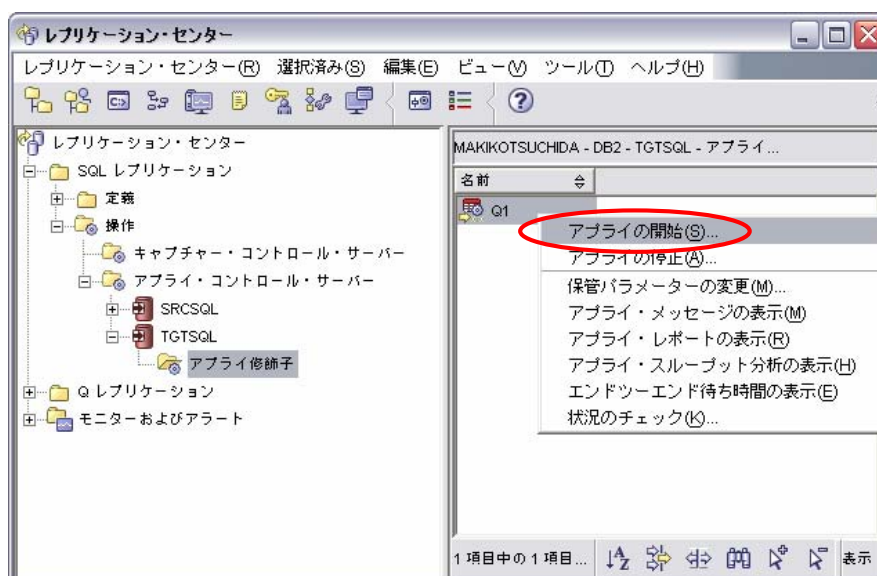 レプリケーション・センター
レプリケーション・センター(R) 選択済み(S) 編集(E) ビュー(V) ツール(T) ヘルプ(H)
レプリケーション・センター
SQL レプリケーション
定義
操作
キャプチャー・コントロール・サーバー
アプライ・コントロール・サーバー
SRCSQL
TGTSQL
アプライ修飾子
Q レプリケーション
モニターおよびアラート
MAKIKOTSUCHIDA - DB2 - TGTSQL - アプライ...
名前
Q1
アプライの開始(S)...
アプライの停止(A)...
保管パラメーターの変更(M)...
アプライ・メッセージの表示(M)
アプライ・レポートの表示(R)
アプライ・スループット分析の表示(H)
エンドツーエンド待ち時間の表示(E)
状況のチェック(K)...
1 項目中の 1 項目... 表示